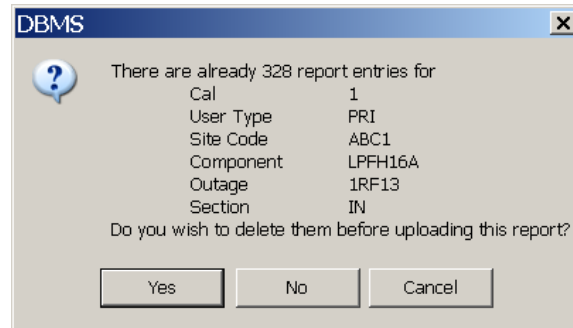 DBMS
There are already 328 report entries for
Cal 1
User Type PRI
Site Code ABC1
Component LPFH16A
Outage 1RF13
Section IN
Do you wish to delete them before uploading this report?
Yes No Cancel